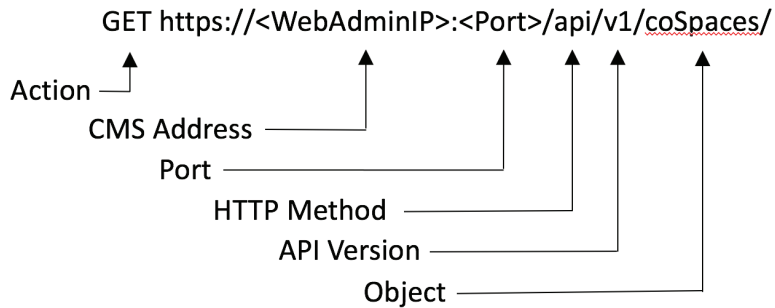 GET https://<WebAdminIP>:<Port>/api/v1/coSpaces/
Action
CMS Address
Port
HTTP Method
API Version
Object